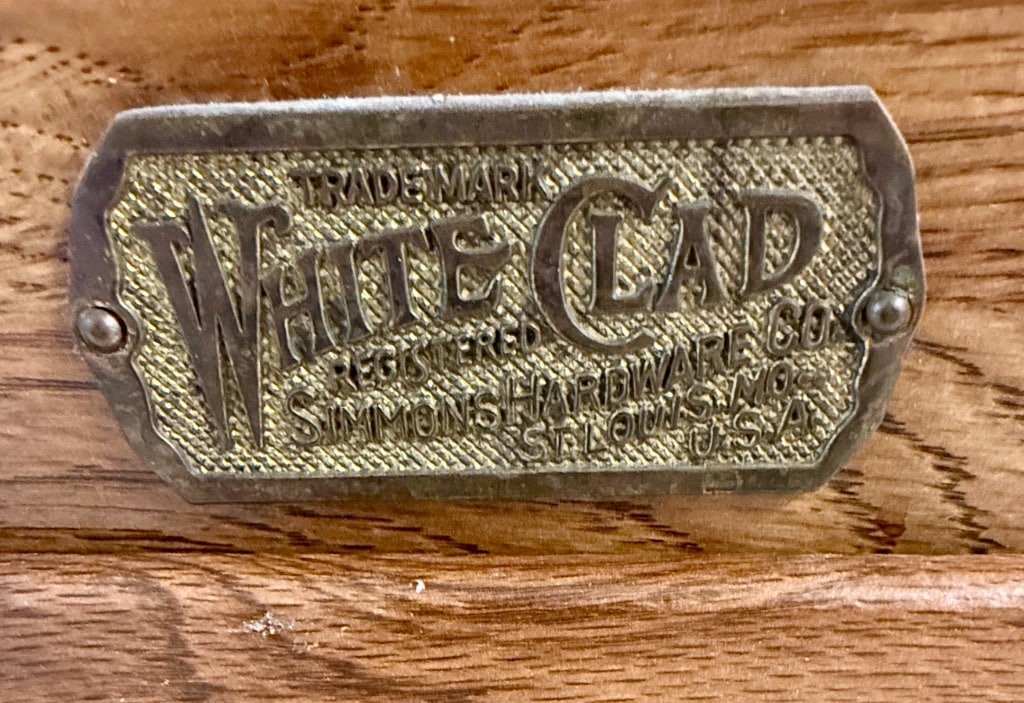 TRADE MARK
WHITE CLAD
REGISTERED
SIMMONS HARDWARE CO.
ST. LOUIS. MO-
U.S.A.